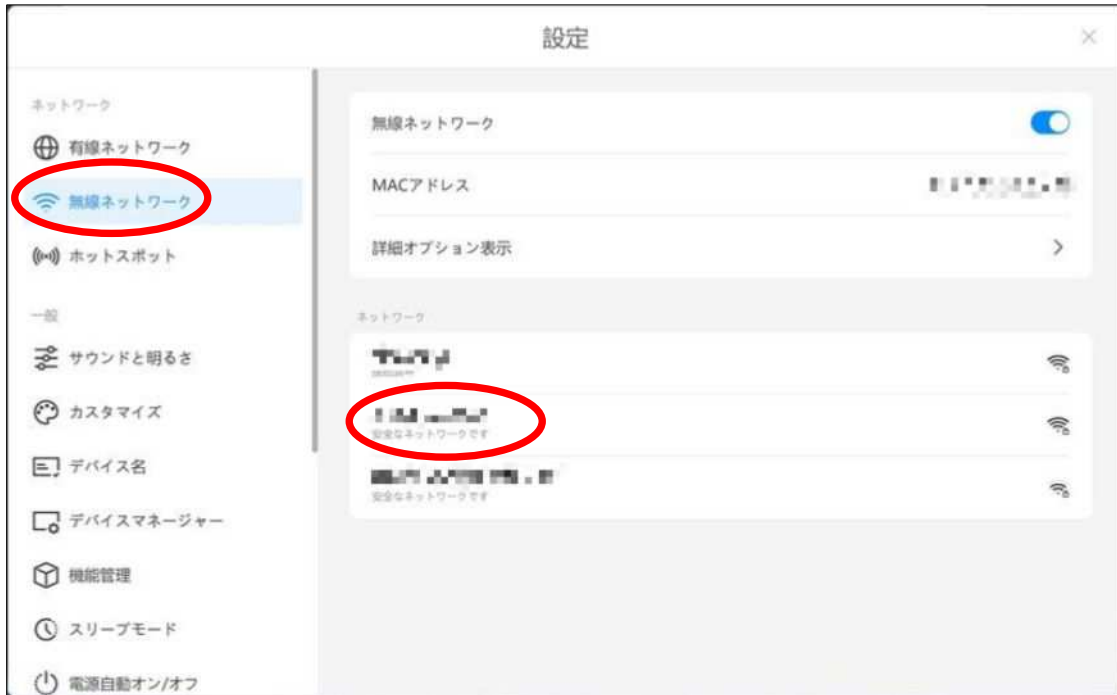 設定
ネットワーク
有線ネットワーク
無線ネットワーク
ホットスポット
一般
サウンドと明るさ
カスタマイズ
デバイス名
デバイスマネージャー
機能管理
スリープモード
電源自動オン/オフ
無線ネットワーク
MACアドレス
詳細オプション表示
ネットワーク
安全なネットワークです
安全なネットワークです